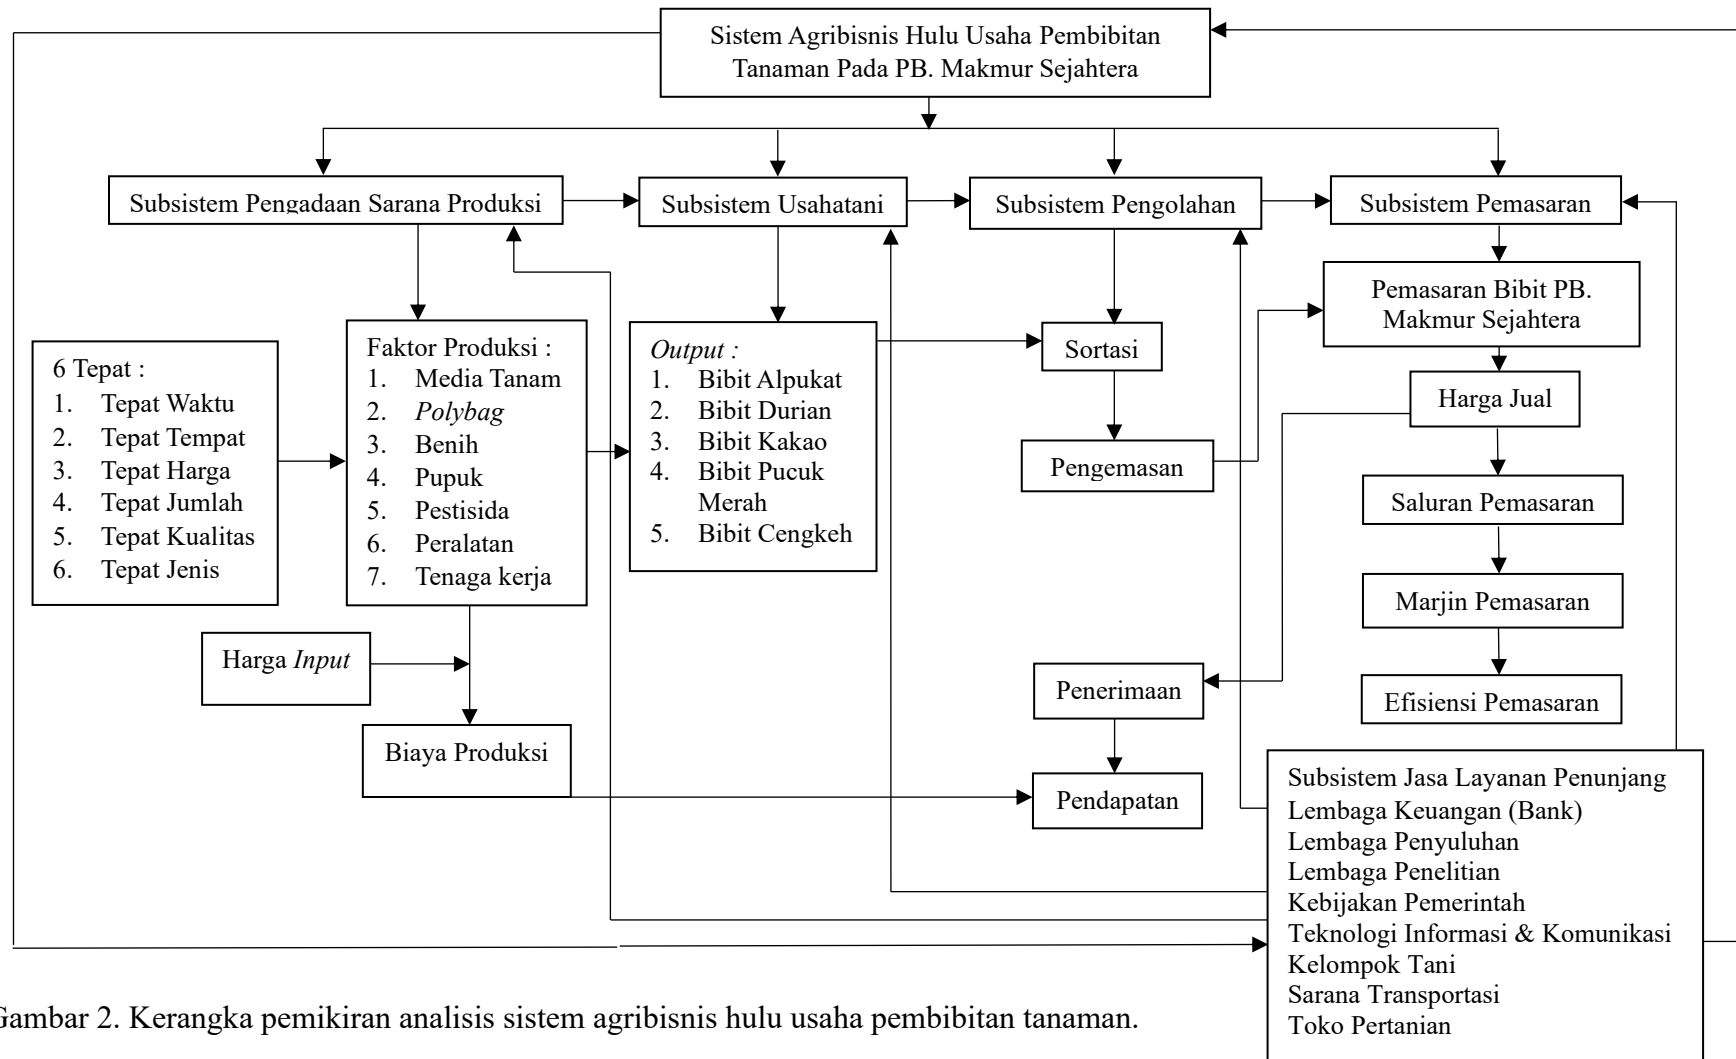 Sistem Agribisnis Hulu Usaha Pembibitan
Tanaman Pada PB. Makmur Sejahtera
Subsistem Pengadaan Sarana Produksi
Subsistem Usahatani
Subsistem Pengolahan
Subsistem Pemasaran
6 Tepat :
1. Tepat Waktu
2. Tepat Tempat
3. Tepat Harga
4. Tepat Jumlah
5. Tepat Kualitas
6. Tepat Jenis
Faktor Produksi :
1. Media Tanam
2. Polybag
3. Benih
4. Pupuk
5. Pestisida
6. Peralatan
7. Tenaga kerja
Output :
1. Bibit Alpukat
2. Bibit Durian
3. Bibit Kakao
4. Bibit Pucuk
Merah
5. Bibit Cengkeh
Sortasi
Pengemasan
Pemasaran Bibit PB.
Makmur Sejahtera
Harga Jual
Saluran Pemasaran
Marjin Pemasaran
Efisiensi Pemasaran
Harga Input
Biaya Produksi
Penerimaan
Pendapatan
Subsistem Jasa Layanan Penunjang
Lembaga Keuangan (Bank)
Lembaga Penyuluhan
Lembaga Penelitian
Kebijakan Pemerintah
Teknologi Informasi & Komunikasi
Kelompok Tani
Sarana Transportasi
Toko Pertanian
Gambar 2. Kerangka pemikiran analisis sistem agribisnis hulu usaha pembibitan tanaman.